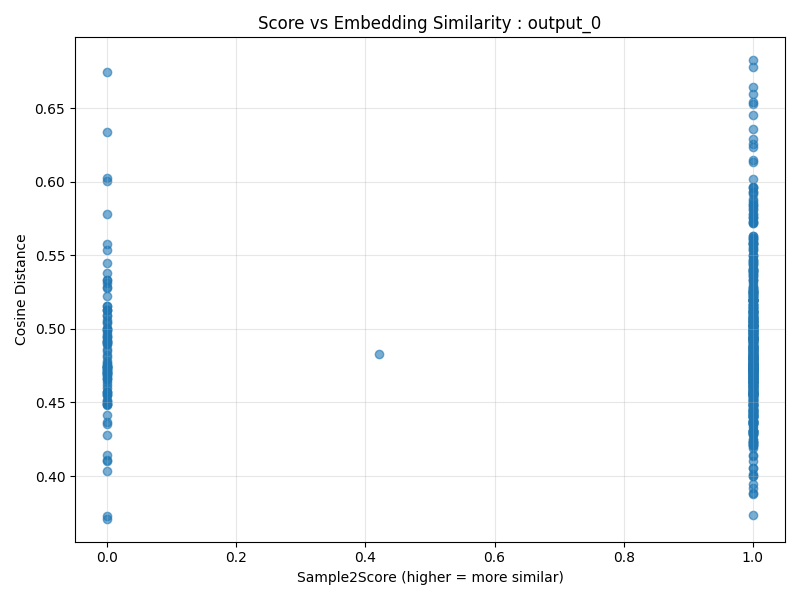 Score vs Embedding Similarity : output_0
Cosine Distance
0.65
0.60
0.55
0.50
0.45
0.40
0.0 0.2 0.4 0.6 0.8 1.0
Sample2Score (higher = more similar)